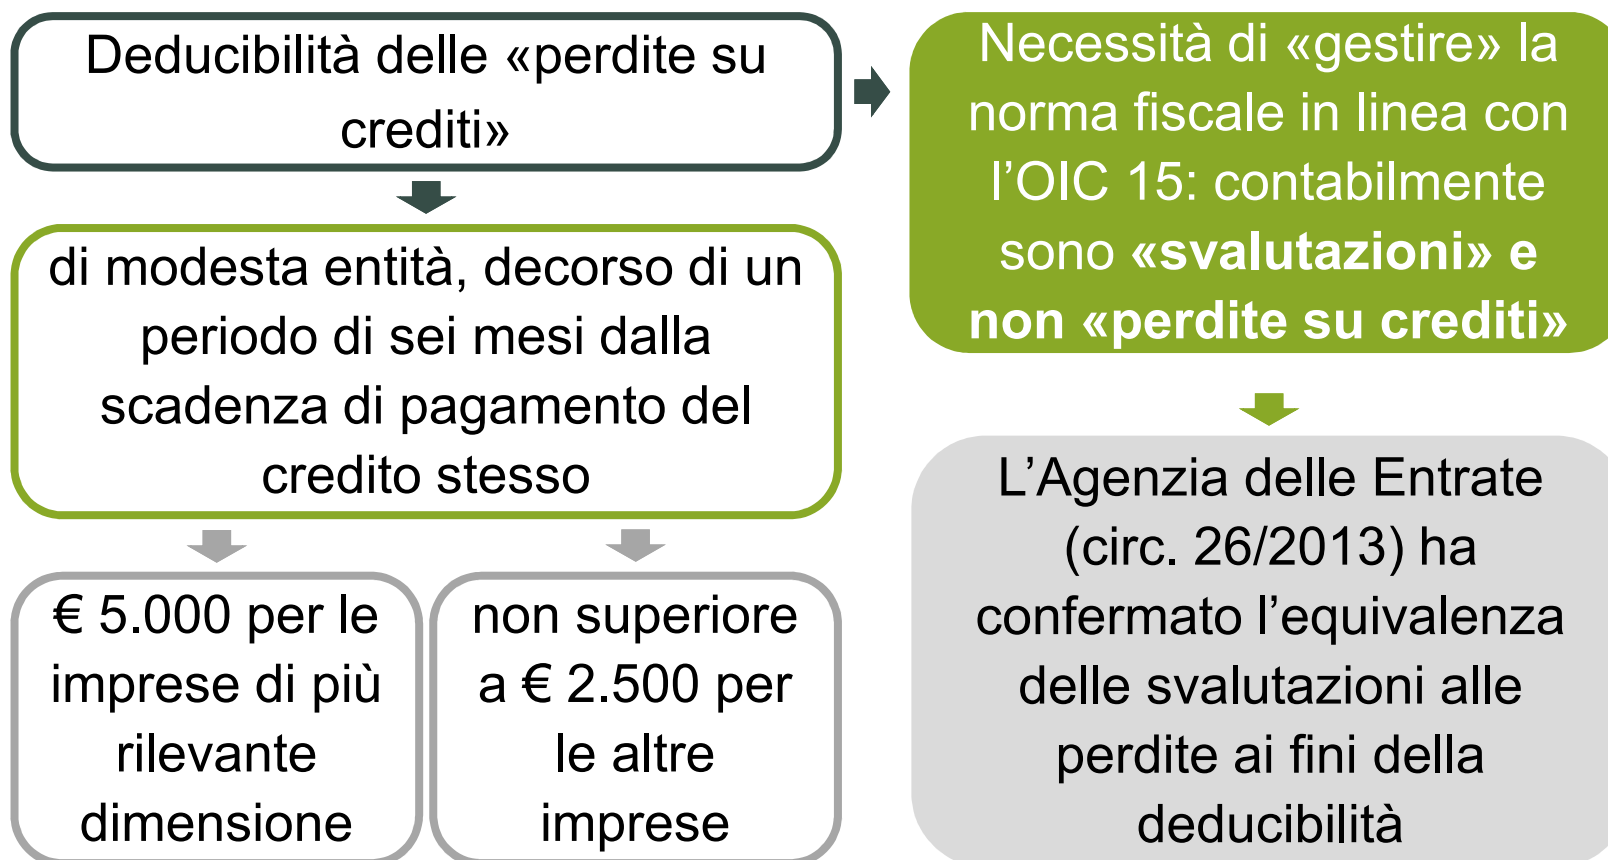 Deducibilità delle «perdite su
crediti»
di modesta entità, decorso di un
periodo di sei mesi dalla
scadenza di pagamento del
credito stesso
€ 5.000 per le
imprese di più
rilevante
dimensione
non superiore
a € 2.500 per
le altre
imprese
Necessità di «gestire» la
norma fiscale in linea con
l’OIC 15: contabilmente
sono «svalutazioni» e
non «perdite su crediti»
L’Agenzia delle Entrate
(circ. 26/2013) ha
confermato l’equivalenza
delle svalutazioni alle
perdite ai fini della
deducibilità